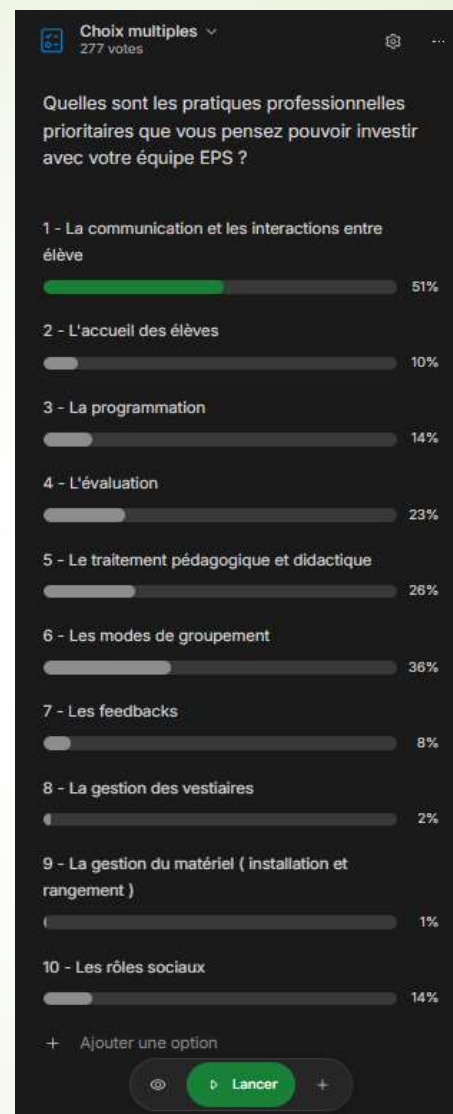 Choix multiples
277 votes
Quelles sont les pratiques professionnelles
prioritaires que vous pensez pouvoir investir
avec votre équipe EPS ?
1 - La communication et les interactions entre
élève
51%
2 - L'accueil des élèves
10%
3 - La programmation
14%
4 - L'évaluation
23%
5 - Le traitement pédagogique et didactique
26%
6 - Les modes de groupement
36%
7 - Les feedbacks
8%
8 - La gestion des vestiaires
2%
9 - La gestion du matériel ( installation et
rangement )
1%
10 - Les rôles sociaux
14%
+ Ajouter une option
Lancer +